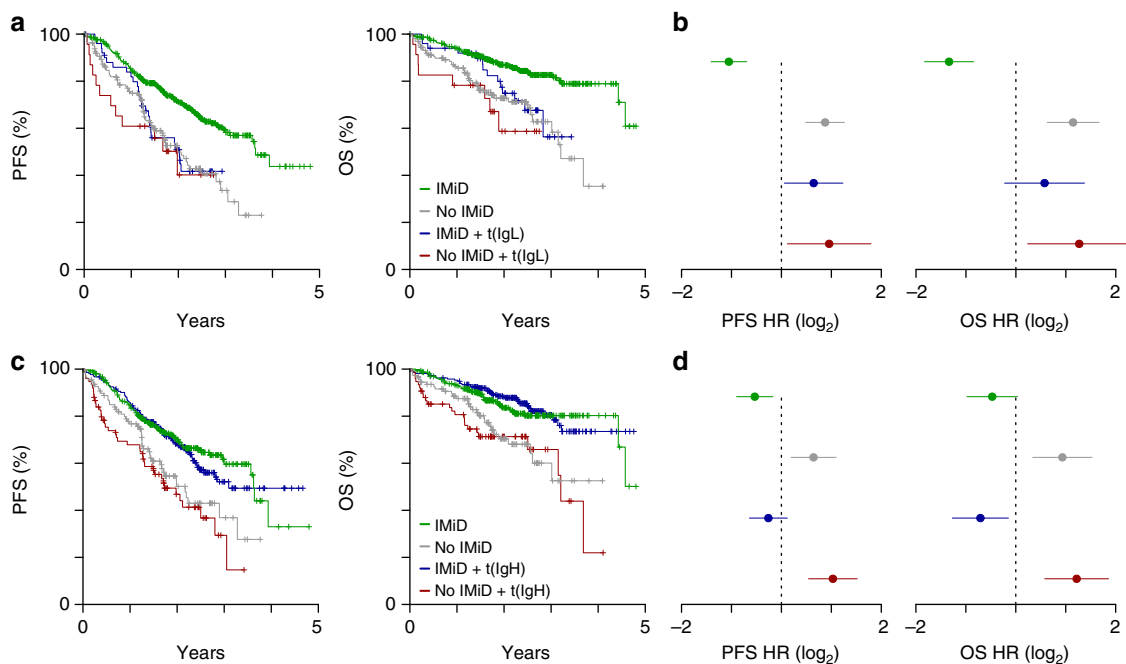 a
b
100
PFS (%)
0
0
5
Years
100
OS (%)
IMiD
No IMiD
IMiD + t(IgL)
No IMiD + t(IgL)
0
0
5
Years
−2
2
PFS HR (log2)
−2
2
OS HR (log2)
c
d
100
PFS (%)
0
0
5
Years
100
OS (%)
IMiD
No IMiD
IMiD + t(IgH)
No IMiD + t(IgH)
0
0
5
Years
−2
2
PFS HR (log2)
−2
2
OS HR (log2)